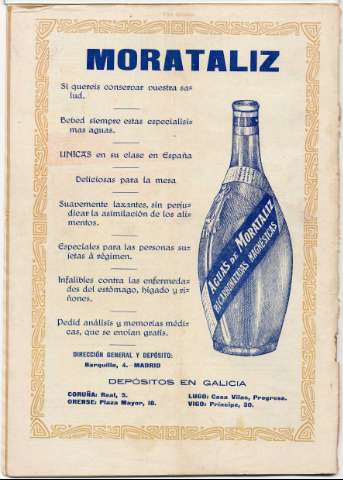 MORATALIZ
Si quereis conservar vuestra sa-
lud.
Bebed siempre estas especialísi-
mas aguas.
UNICAS en su clase en España
Deliciosas para la mesa
Suavemente laxantes, sin perju-
dicar la asimilación de los ali-
mentos.
Especiales para las personas su-
jetas à régimen.
Infalibles contra las enfermeda-
des del estómago, hígado y ri-
ñones.
Pedid análisis y memorias médi-
cas, que se envían gratis.
AGUAS DE MORATALIZ
BICARBONATADAS MAGNÉSICAS
DIRECCIÓN GENERAL Y DEPÓSITO:
Barquillo, 4.- MADRID
DEPÓSITOS EN GALICIA
CORUÑA: Real, 5.
ORENSE: Plaza Mayor, 18.
LUGO: Casa Vilas, Progreso.
VIGO: Príncipe, 20.